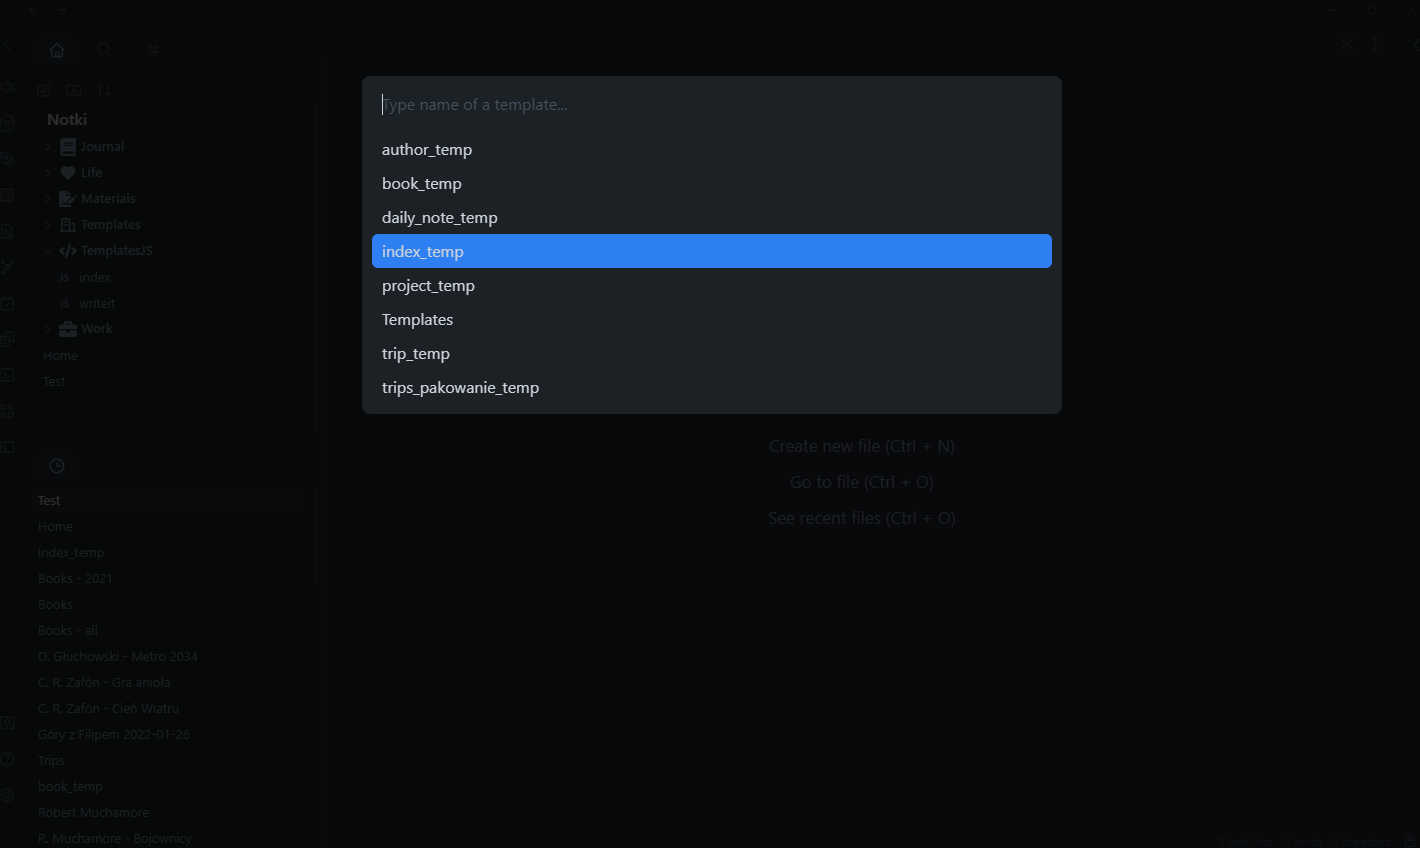 Notki
Journal
Life
Materials
Templates
TemplatesJS
JS index
JS writeit
Work
Home
Test
Type name of a template...
author_temp
book_temp
daily_note_temp
index_temp
project_temp
Templates
trip_temp
trips_pakowanie_temp
Create new file (Ctrl + N)
Go to file (Ctrl + O)
See recent files (Ctrl + O)
Test
Home
index_temp
Books - 2021
Books
Books - all
D. Głuchowski - Metro 2034
C. R. Zafón - Gra anioła
C. R. Zafón - Cień Wiatru
Góry z Filipem 2022-01-26
Trips
book_temp
Robert Muchamore
R. Muchamore - Bojownicy